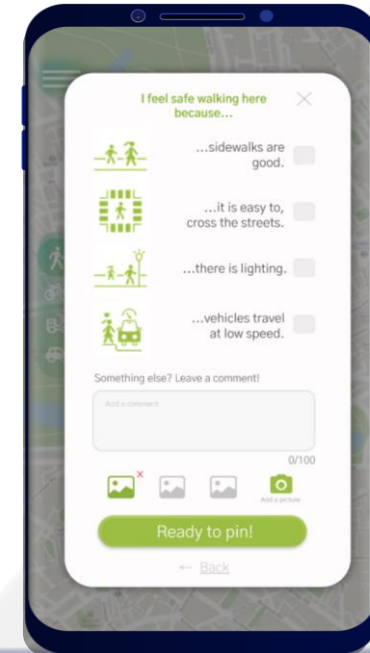 I feel safe walking here
because...
...sidewalks are
good.
...it is easy to,
cross the streets.
...there is lighting.
...vehicles travel
at low speed.
Something else? Leave a comment!
Add a comment
0/100
Add a picture
Ready to pin!
← Back